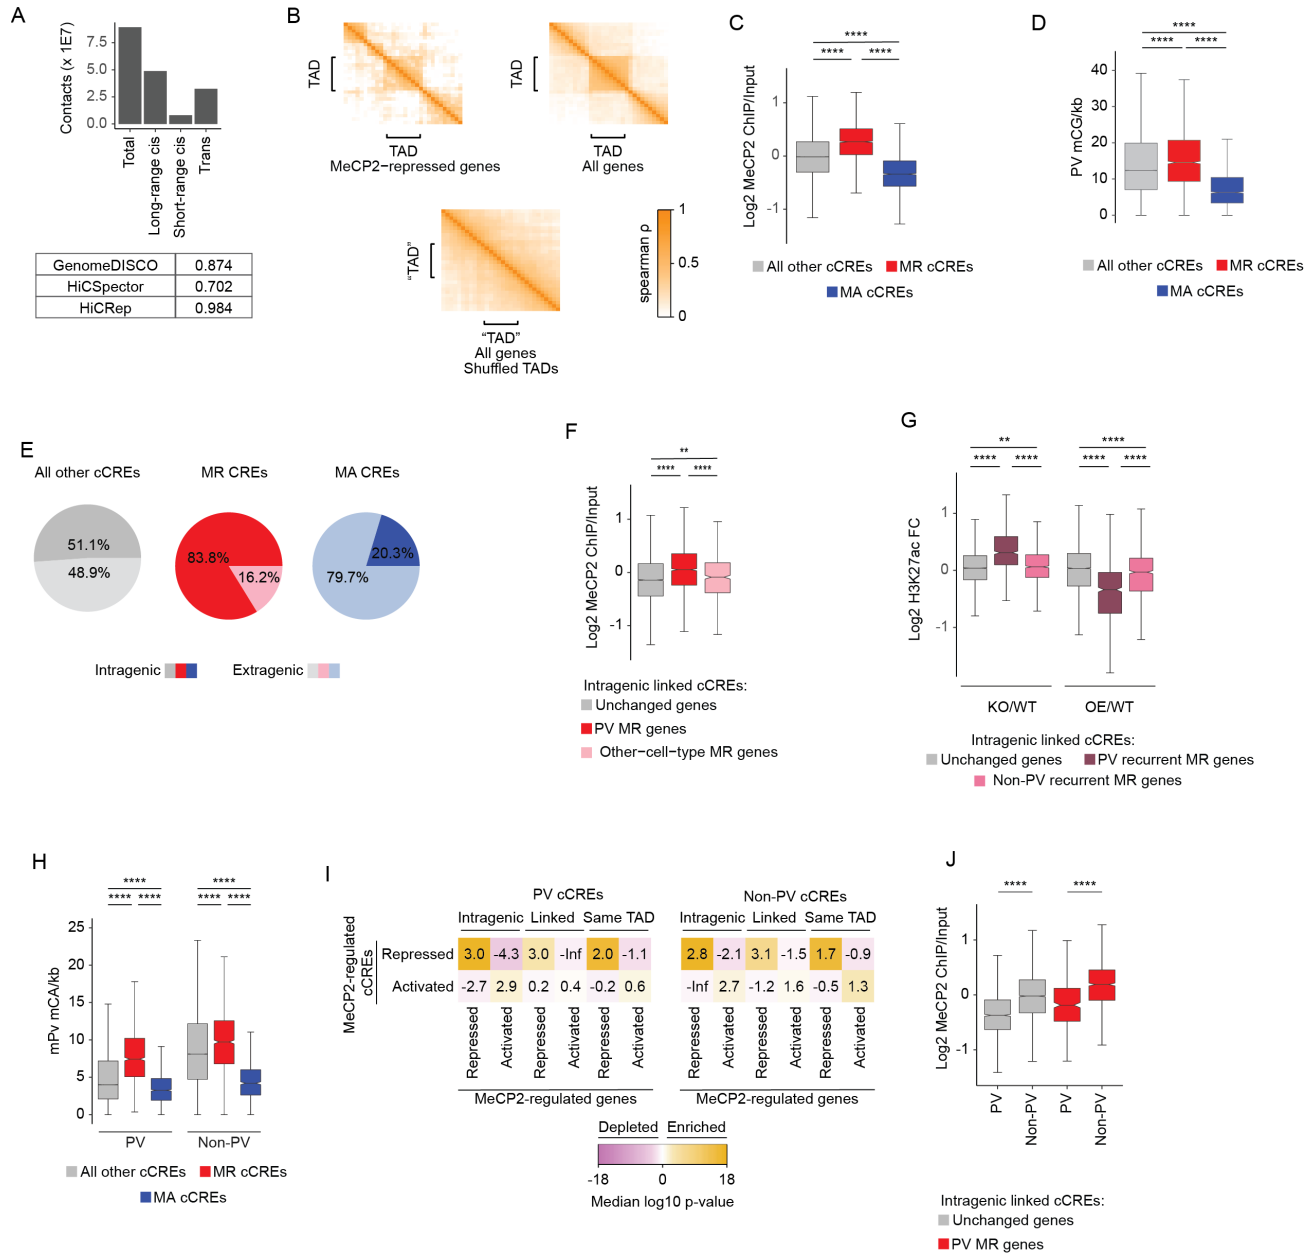 A
Contacts (x 1E7)
7.5
5.0
2.5
0.0
Total
Long-range cis
Short-range cis
Trans
GenomeDISCO 0.874
HiCSpector 0.702
HiCRep 0.984
B
TAD
TAD
MeCP2−repressed genes
TAD
TAD
All genes
“TAD”
“TAD”
All genes
Shuffled TADs
spearman ρ
1
0.5
0
C
**** 
**** ****
Log2 MeCP2 ChIP/Input
1
0
-1
All other cCREs MR cCREs
MA cCREs
D
****
**** ****
PV mCG/kb
40
30
20
10
0
All other cCREs MR cCREs
MA cCREs
E
All other cCREs
51.1%
48.9%
MR CREs
83.8%
16.2%
MA CREs
20.3%
79.7%
Intragenic
Extragenic
F
**
**** ****
Log2 MeCP2 ChIP/Input
1
0
-1
Intragenic linked cCREs:
Unchanged genes
PV MR genes
Other−cell−type MR genes
G
** ****
**** **** **** ****
Log2 H3K27ac FC
1
0
-1
KO/WT OE/WT
Intragenic linked cCREs:
Unchanged genes PV recurrent MR genes
Non-PV recurrent MR genes
H
**** ****
**** **** **** ****
mPv mCA/kb
25
20
15
10
5
0
PV Non-PV
All other cCREs MR cCREs
MA cCREs
I
PV cCREs Non-PV cCREs
Intragenic Linked Same TAD Intragenic Linked Same TAD
MeCP2-regulated
cCREs
Repressed 3.0 -4.3 3.0 -Inf 2.0 -1.1 2.8 -2.1 3.1 -1.5 1.7 -0.9
Activated -2.7 2.9 0.2 0.4 -0.2 0.6 -Inf 2.7 -1.2 1.6 -0.5 1.3
Repressed Activated Repressed Activated Repressed Activated Repressed Activated Repressed Activated Repressed Activated
MeCP2-regulated genes MeCP2-regulated genes
Depleted Enriched
-18 0 18
Median log10 p-value
J
**** ****
Log2 MeCP2 ChIP/Input
1
0
-1
PV Non-PV PV Non-PV
Intragenic linked cCREs:
Unchanged genes
PV MR genes